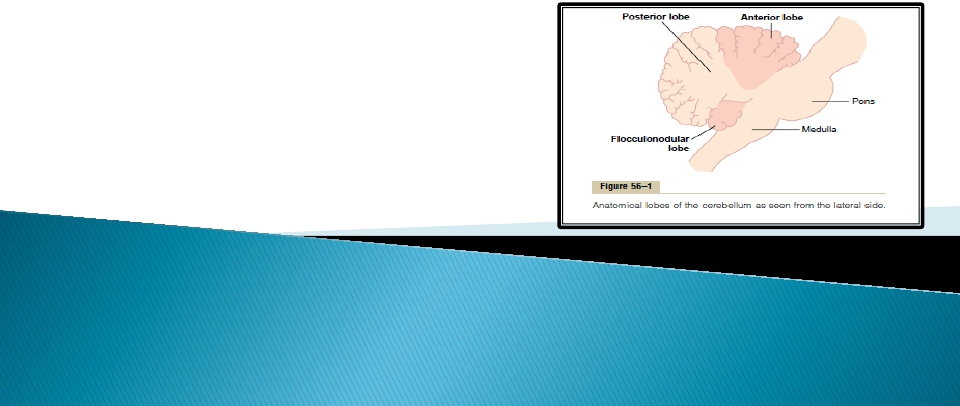 Posterior lobe
Anterior lobe
Pons
Medulla
Flocculonodular
lobe
Figure 56–1
Anatomical lobes of the cerebellum as seen from the lateral side.